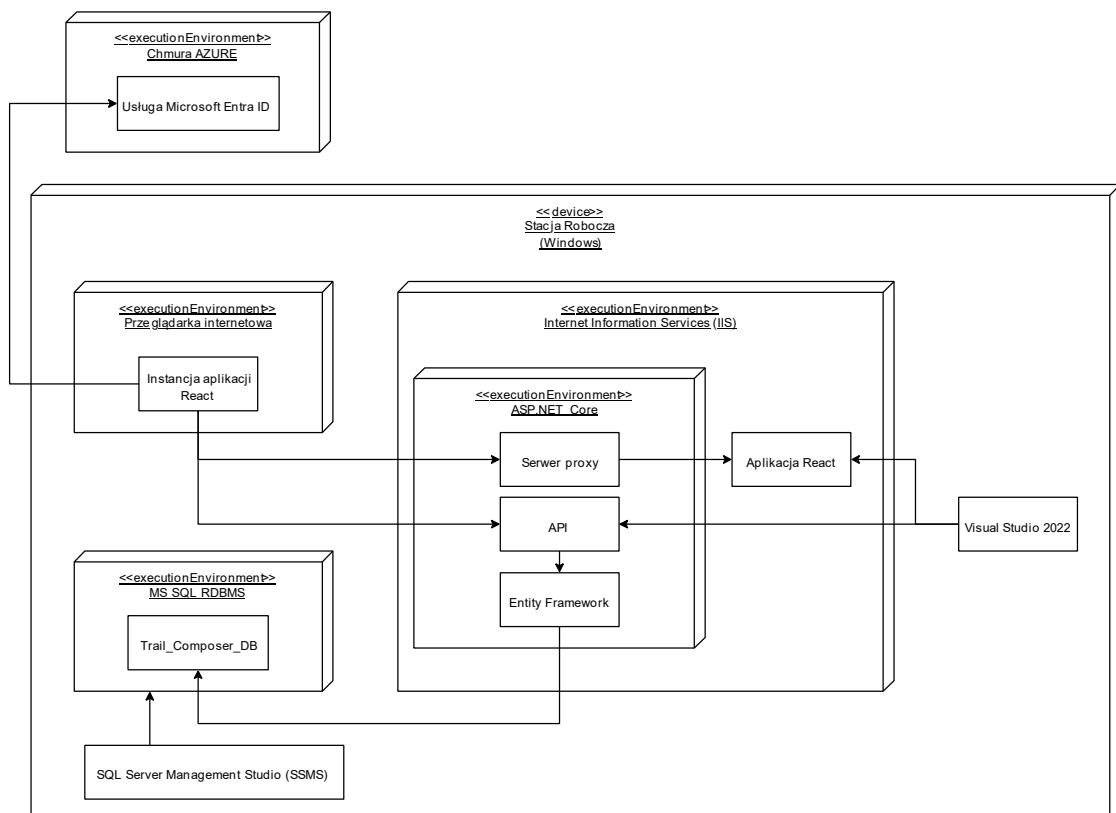 <<executionEnvironment>>
Chmura AZURE
Usługa Microsoft Entra ID
<<device>>
Stacja Robocza
(Windows)
<<executionEnvironment>>
Przeglądarka internetowa
Instancja aplikacji
React
<<executionEnvironment>>
Internet Information Services (IIS)
<<executionEnvironment>>
ASP.NET Core
Serwer proxy
Aplikacja React
API
Visual Studio 2022
Entity Framework
<<executionEnvironment>>
MS SQL RDBMS
Trail_Composer_DB
SQL Server Management Studio (SSMS)